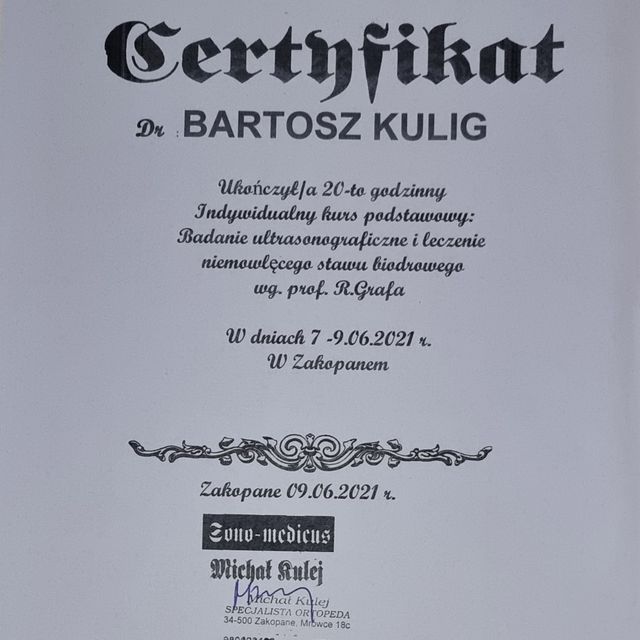 Certyfikat
Dr : BARTOSZ KULIG
Ukończył/a 20-to godzinny
Indywidualny kurs podstawowy:
Badanie ultrasonograficzne i leczenie
niemowlęcego stawu biodrowego
wg. prof. R.Grafa
W dniach 7 -9.06.2021 r.
W Zakopanem
Zakopane 09.06.2021 r.
Sono-medicus
Michał Kulej
Michał Kulej
SPECJALISTA ORTOPEDA
34-500 Zakopane, Mrowce 18c